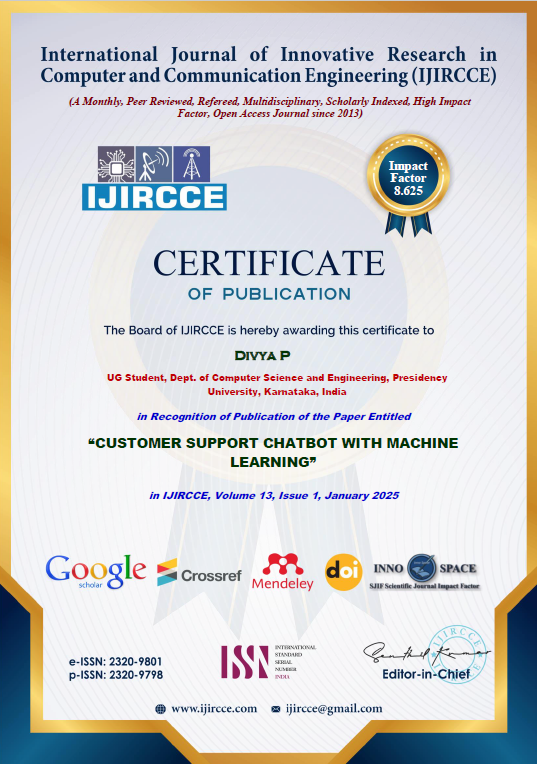 International Journal of Innovative Research in
Computer and Communication Engineering (IJIRCCE)
(A Monthly, Peer Reviewed, Refereed, Multidisciplinary, Scholarly Indexed, High Impact
Factor, Open Access Journal since 2013)
IJIRCCE
Impact
Factor
8.625
CERTIFICATE
OF PUBLICATION
The Board of IJIRCCE is hereby awarding this certificate to
DIVYA P
UG Student, Dept. of Computer Science and Engineering, Presidency
University, Karnataka, India
in Recognition of Publication of the Paper Entitled
“CUSTOMER SUPPORT CHATBOT WITH MACHINE
LEARNING”
in IJIRCCE, Volume 13, Issue 1, January 2025
Google
scholar
Crossref
Mendeley
doi
INNO SPACE
SJIF Scientific Journal Impact Factor
e-ISSN: 2320-9801
p-ISSN: 2320-9798
ISSN
INTERNATIONAL
STANDARD
SERIAL
NUMBER
INDIA
Senthil Kumar
IJIRCCE
Editor-in-Chief
www.ijircce.com
ijircce@gmail.com